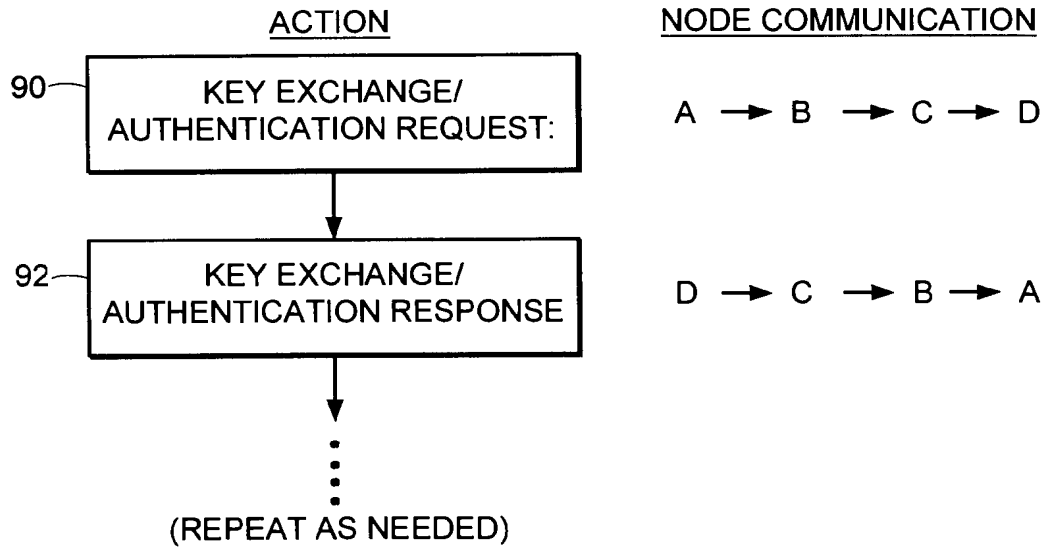 ACTION
NODE COMMUNICATION
90
KEY EXCHANGE/
AUTHENTICATION REQUEST:
A → B → C → D
92
KEY EXCHANGE/
AUTHENTICATION RESPONSE
D → C → B → A
(REPEAT AS NEEDED)